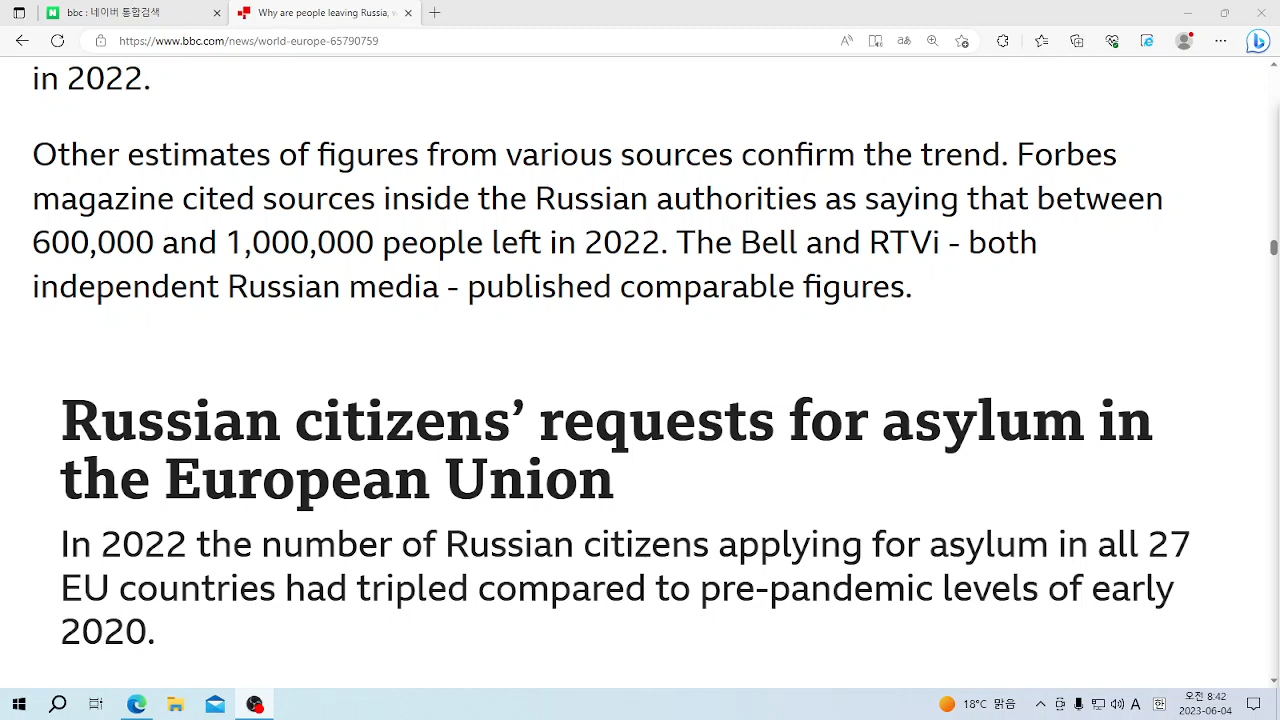 bbc : 네이버 통합검색
Why are people leaving Russia, w
https://www.bbc.com/news/world-europe-65790759
in 2022.
Other estimates of figures from various sources confirm the trend. Forbes
magazine cited sources inside the Russian authorities as saying that between
600,000 and 1,000,000 people left in 2022. The Bell and RTVi - both
independent Russian media - published comparable figures.
Russian citizens’ requests for asylum in
the European Union
In 2022 the number of Russian citizens applying for asylum in all 27
EU countries had tripled compared to pre-pandemic levels of early
2020.
18°C 맑음
A
오전 8:42
2023-06-04